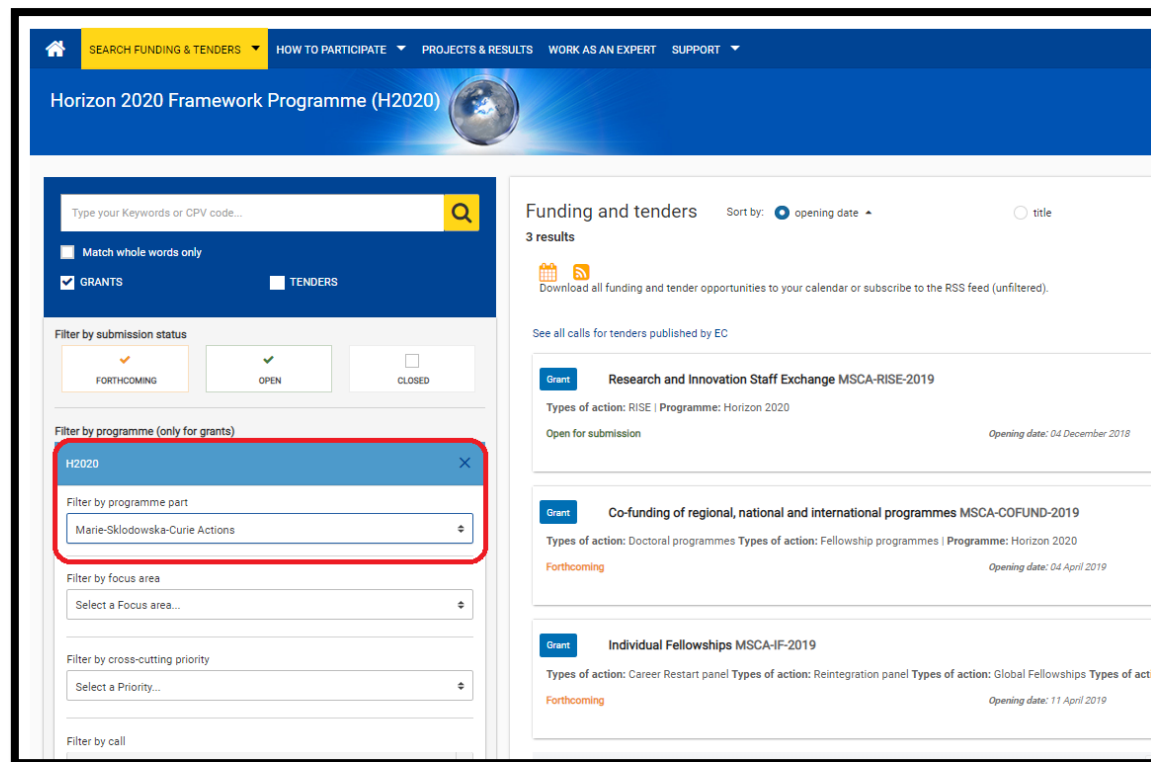 SEARCH FUNDING & TENDERS HOW TO PARTICIPATE PROJECTS & RESULTS WORK AS AN EXPERT SUPPORT
Horizon 2020 Framework Programme (H2020)
Type your Keywords or CPV code...
Match whole words only
GRANTS TENDERS
Filter by submission status
FORTHCOMING OPEN CLOSED
Filter by programme (only for grants)
H2020
Filter by programme part
Marie-Sklodowska-Curie Actions
Filter by focus area
Select a Focus area...
Filter by cross-cutting priority
Select a Priority...
Filter by call
Funding and tenders Sort by: opening date title
3 results
Download all funding and tender opportunities to your calendar or subscribe to the RSS feed (unfiltered).
See all calls for tenders published by EC
Grant Research and Innovation Staff Exchange MSCA-RISE-2019
Types of action: RISE | Programme: Horizon 2020
Open for submission Opening date: 04 December 2018
Grant Co-funding of regional, national and international programmes MSCA-COFUND-2019
Types of action: Doctoral programmes Types of action: Fellowship programmes | Programme: Horizon 2020
Forthcoming Opening date: 04 April 2019
Grant Individual Fellowships MSCA-IF-2019
Types of action: Career Restart panel Types of action: Reintegration panel Types of action: Global Fellowships Types of acti
Forthcoming Opening date: 11 April 2019